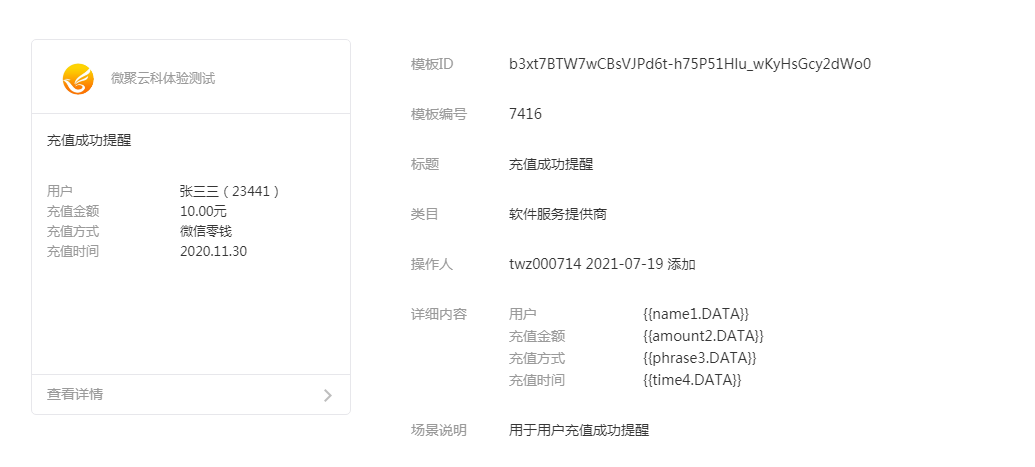 微聚云科体验测试
充值成功提醒
用户 张三三 ( 23441 )
充值金额 10.00元
充值方式 微信零钱
充值时间 2020.11.30
查看详情
模板ID b3xt7BTW7wCBsVJPd6t-h75P51HIu_wKyHsGcy2dWo0
模板编号 7416
标题 充值成功提醒
类目 软件服务提供商
操作人 twz000714 2021-07-19 添加
详细内容 用户 {{name1.DATA}}
充值金额 {{amount2.DATA}}
充值方式 {{phrase3.DATA}}
充值时间 {{time4.DATA}}
场景说明 用于用户充值成功提醒